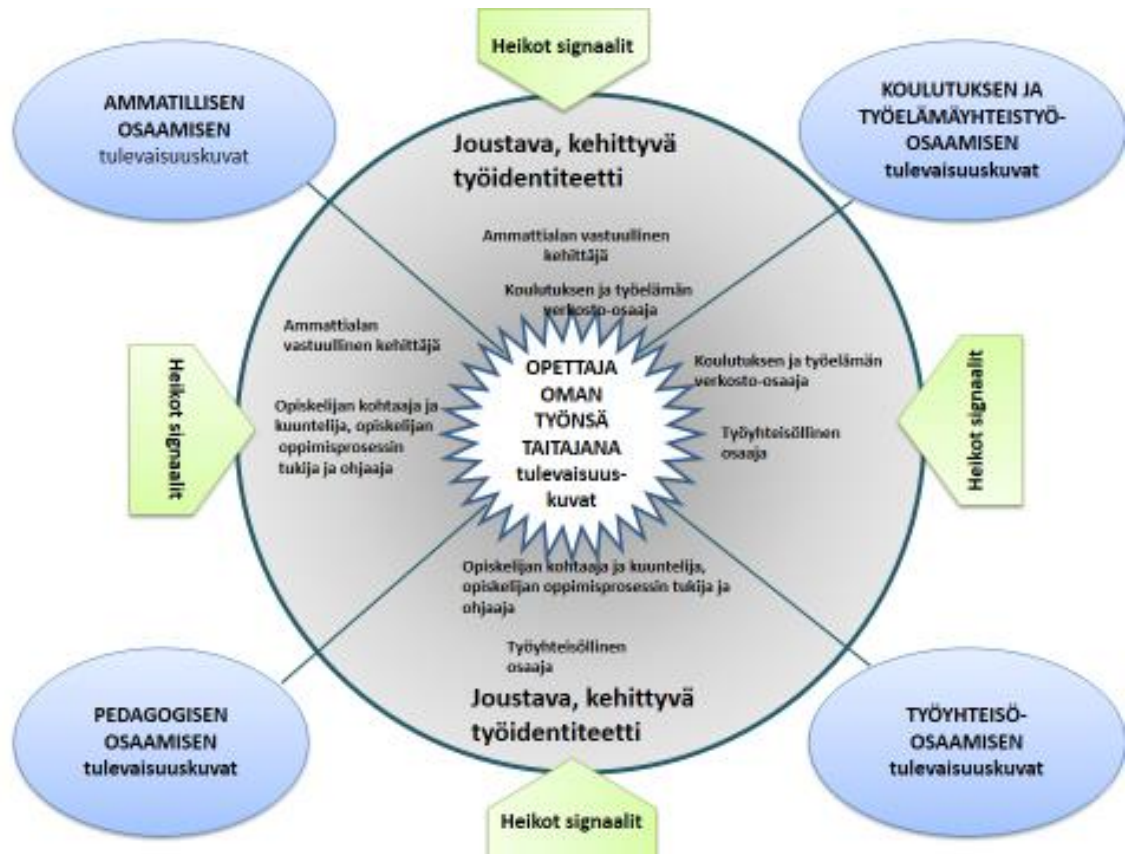 Heikot signaalit
AMMATILLISEN
OSAAMISEN
tulevaisuuskuvat
KOULUTUKSEN JA
TYÖELÄMÄYHTEISTYÖ-
OSAAMISEN
tulevaisuuskuvat
Joustava, kehittyvä
työidentiteetti
Ammattialan vastuullinen
kehittäjä
Koulutuksen ja työelämän
verkosto-osaaja
Ammattialan
vastuullinen kehittäjä
Opiskelijan kohtaaja ja
kuuntelija, opiskelijan
oppimisprosessin
tukija ja ohjaaja
Heikot signaalit
OPETTAJA
OMAN
TYÖNSÄ
TAITAJANA
tulevaisuus-
kuvat
Koulutuksen ja työelämän
verkosto-osaaja
Työyhteisöllinen
osaaja
Heikot signaalit
Opiskelijan kohtaaja ja kuuntelija,
opiskelijan oppimisprosessin tukija ja
ohjaaja
Työyhteisöllinen
osaaja
Joustava, kehittyvä
työidentiteetti
PEDAGOGISEN
OSAAMISEN
tulevaisuuskuvat
TYÖYHTEISÖ-
OSAAMISEN
tulevaisuuskuvat
Heikot signaalit